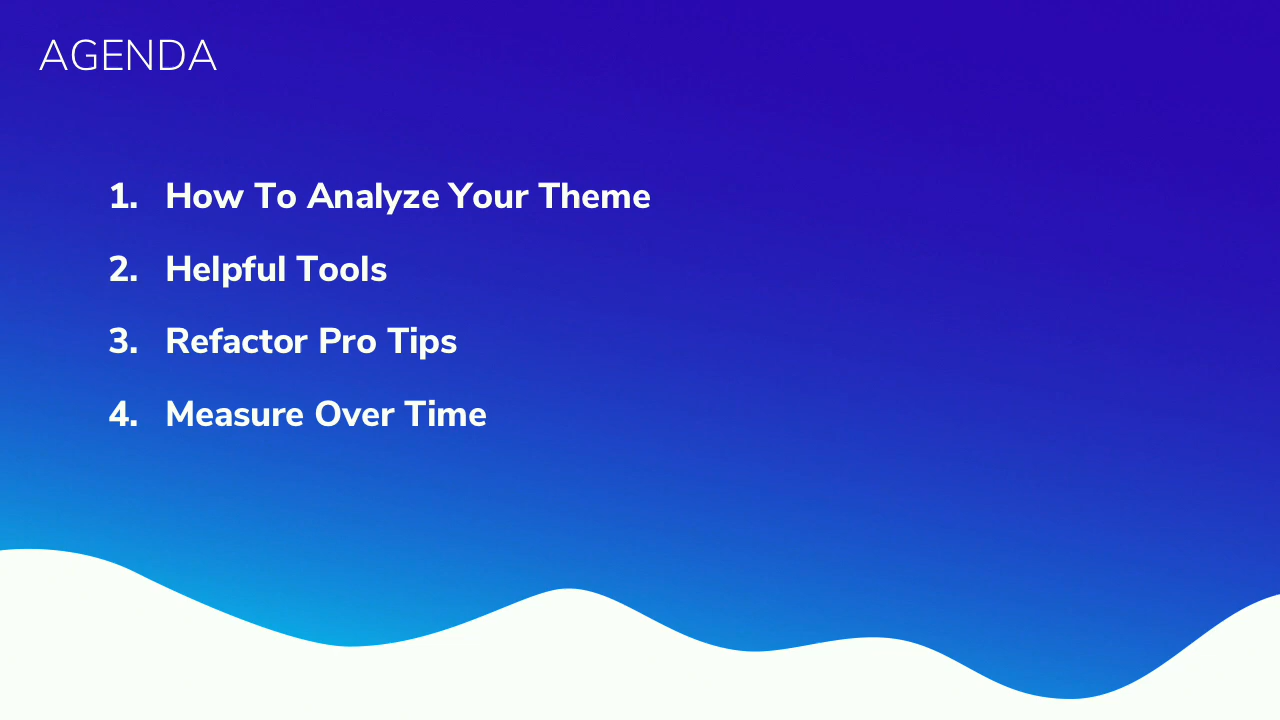 AGENDA
1. How To Analyze Your Theme
2. Helpful Tools
3. Refactor Pro Tips
4. Measure Over Time